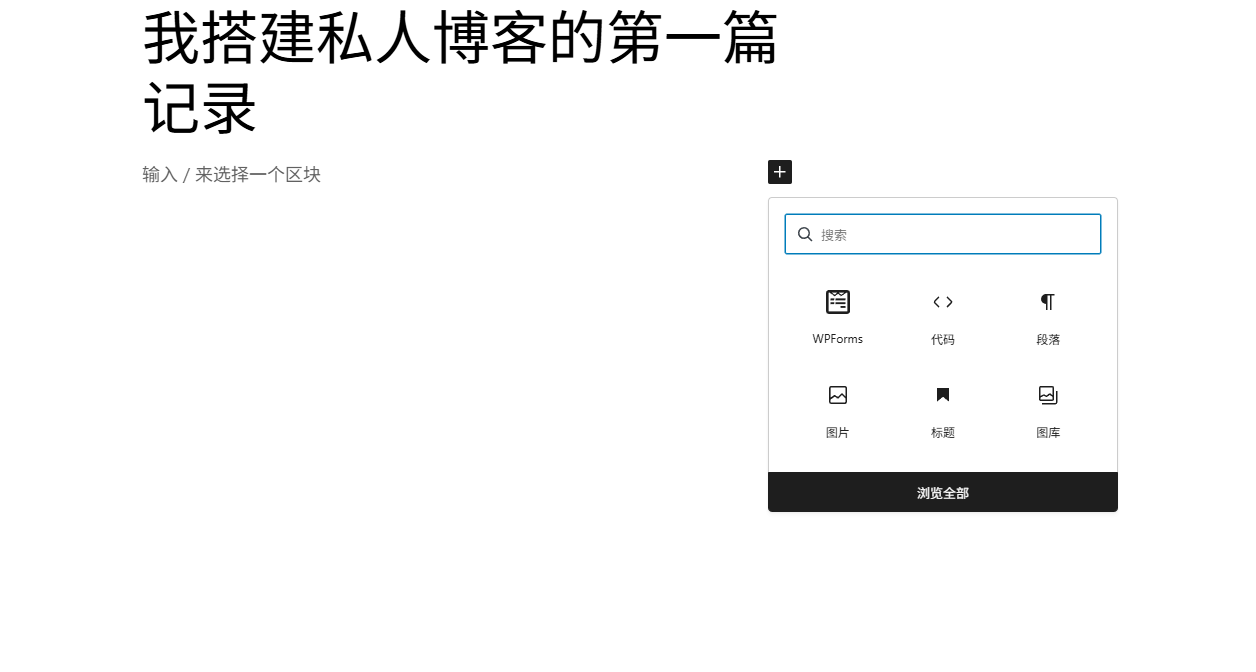 我搭建私人博客的第一篇
记录
输入 / 来选择一个区块
搜索
WPForms
代码
段落
图片
标题
图库
浏览全部